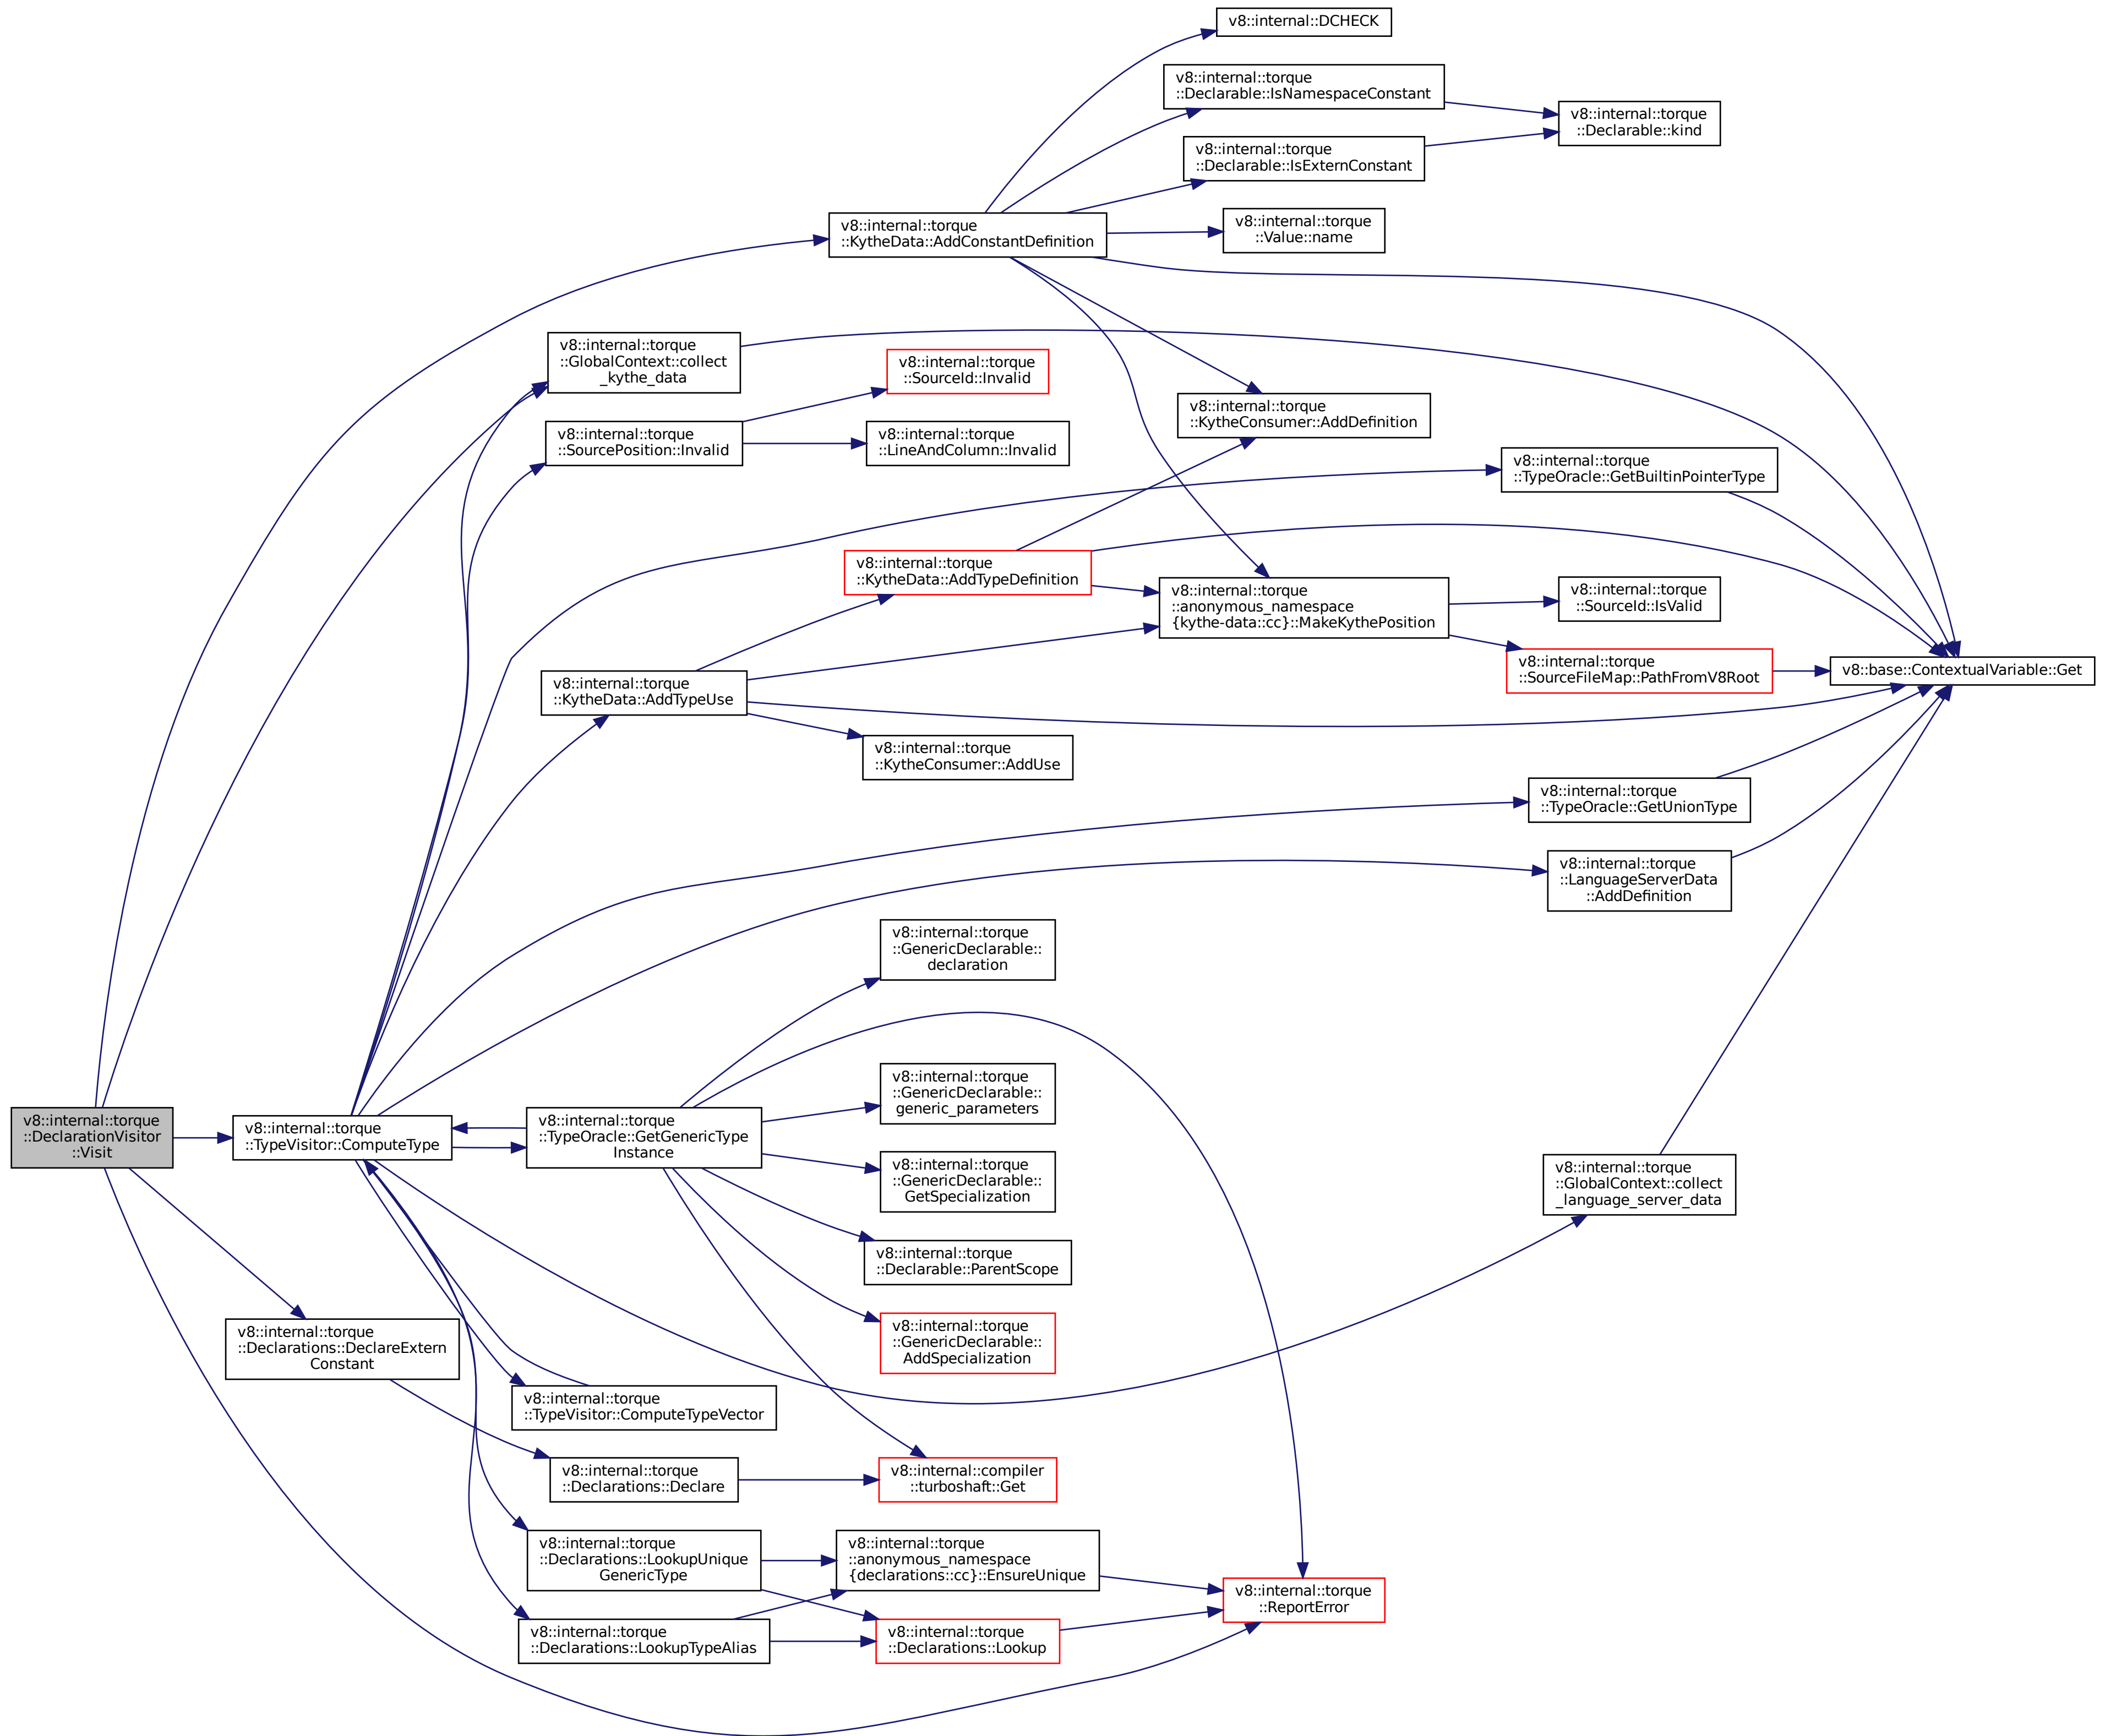 v8::internal::DCHECK
v8::internal::torque
::Declarable::IsNamespaceConstant
v8::internal::torque
::Declarable::kind
v8::internal::torque
::Declarable::IsExternConstant
v8::internal::torque
::KytheData::AddConstantDefinition
v8::internal::torque
::Value::name
v8::internal::torque
::GlobalContext::collect
_kythe_data
v8::internal::torque
::SourceId::Invalid
v8::internal::torque
::KytheConsumer::AddDefinition
v8::internal::torque
::SourcePosition::Invalid
v8::internal::torque
::LineAndColumn::Invalid
v8::internal::torque
::TypeOracle::GetBuiltinPointerType
v8::internal::torque
::KytheData::AddTypeDefinition
v8::internal::torque
::anonymous_namespace
{kythe-data::cc}::MakeKythePosition
v8::internal::torque
::SourceId::IsValid
v8::internal::torque
::SourceFileMap::PathFromV8Root
v8::base::ContextualVariable::Get
v8::internal::torque
::KytheData::AddTypeUse
v8::internal::torque
::KytheConsumer::AddUse
v8::internal::torque
::TypeOracle::GetUnionType
v8::internal::torque
::LanguageServerData
::AddDefinition
v8::internal::torque
::GenericDeclarable::
declaration
v8::internal::torque
::GenericDeclarable::
generic_parameters
v8::internal::torque
::DeclarationVisitor
::Visit
v8::internal::torque
::TypeVisitor::ComputeType
v8::internal::torque
::TypeOracle::GetGenericType
Instance
v8::internal::torque
::GenericDeclarable::
GetSpecialization
v8::internal::torque
::GlobalContext::collect
_language_server_data
v8::internal::torque
::Declarable::ParentScope
v8::internal::torque
::GenericDeclarable::
AddSpecialization
v8::internal::torque
::Declarations::DeclareExtern
Constant
v8::internal::torque
::TypeVisitor::ComputeTypeVector
v8::internal::torque
::Declarations::Declare
v8::internal::compiler
::turboshaft::Get
v8::internal::torque
::Declarations::LookupUnique
GenericType
v8::internal::torque
::anonymous_namespace
{declarations::cc}::EnsureUnique
v8::internal::torque
::ReportError
v8::internal::torque
::Declarations::LookupTypeAlias
v8::internal::torque
::Declarations::Lookup